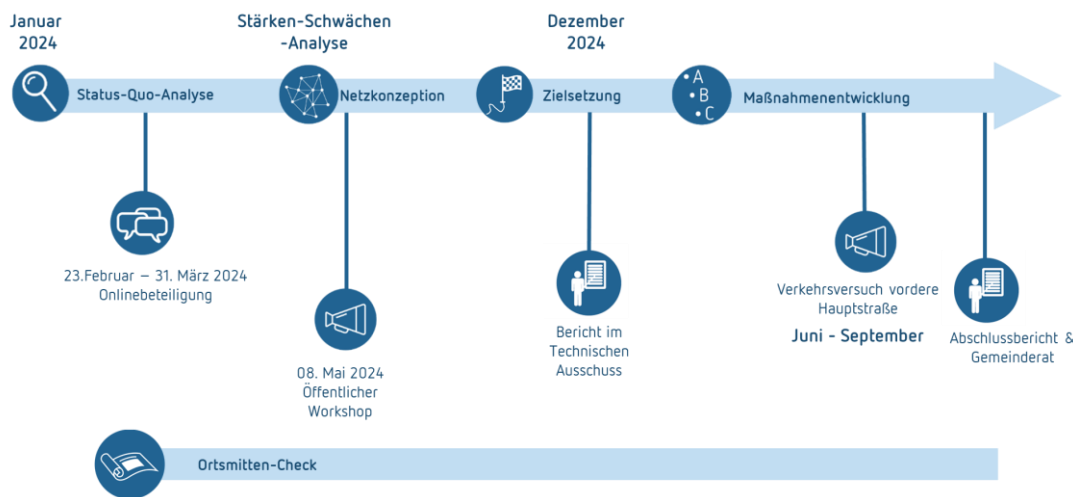 Januar
2024
Stärken-Schwächen
-Analyse
Dezember
2024
Status-Quo-Analyse
Netzkonzeption
Zielsetzung
• A
• B
• C
Maßnahmenentwicklung
23.Februar – 31. März 2024
Onlinebeteiligung
08. Mai 2024
Öffentlicher
Workshop
Bericht im
Technischen
Ausschuss
Verkehrsversuch vordere
Hauptstraße
Juni - September
Abschlussbericht &
Gemeinderat
Ortsmitten-Check